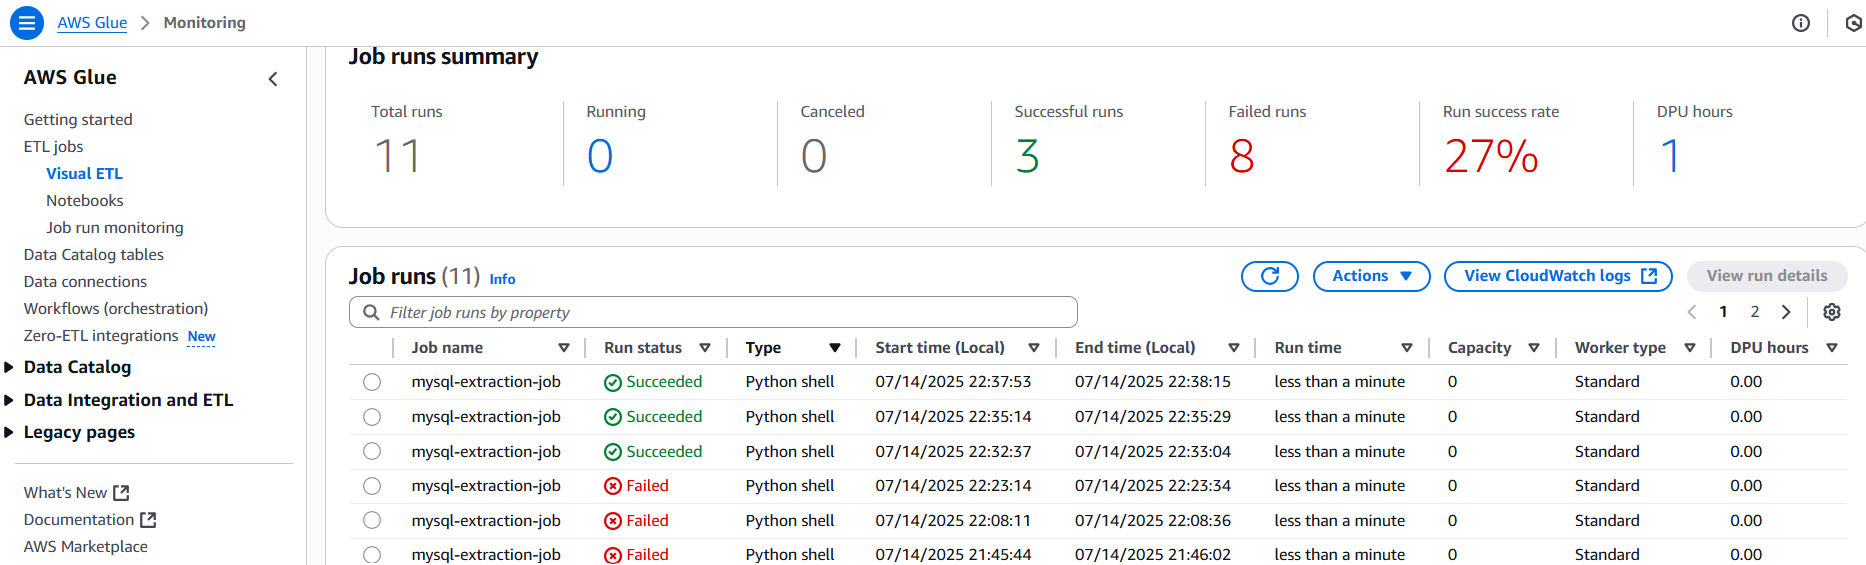 AWS Glue > Monitoring
AWS Glue
Getting started
ETL jobs
Visual ETL
Notebooks
Job run monitoring
Data Catalog tables
Data connections
Workflows (orchestration)
Zero-ETL integrations New
Data Catalog
Data Integration and ETL
Legacy pages
What's New
Documentation
AWS Marketplace
Job runs summary
Total runs Running Canceled Successful runs Failed runs Run success rate DPU hours
11 0 0 3 8 27% 1
Job runs (11) Info Actions View CloudWatch logs View run details
Filter job runs by property 1 2
Job name Run status Type Start time (Local) End time (Local) Run time Capacity Worker type DPU hours
mysql-extraction-job Succeeded Python shell 07/14/2025 22:37:53 07/14/2025 22:38:15 less than a minute 0 Standard 0.00
mysql-extraction-job Succeeded Python shell 07/14/2025 22:35:14 07/14/2025 22:35:29 less than a minute 0 Standard 0.00
mysql-extraction-job Succeeded Python shell 07/14/2025 22:32:37 07/14/2025 22:33:04 less than a minute 0 Standard 0.00
mysql-extraction-job Failed Python shell 07/14/2025 22:23:14 07/14/2025 22:23:34 less than a minute 0 Standard 0.00
mysql-extraction-job Failed Python shell 07/14/2025 22:08:11 07/14/2025 22:08:36 less than a minute 0 Standard 0.00
mysql-extraction-job Failed Python shell 07/14/2025 21:45:44 07/14/2025 21:46:02 less than a minute 0 Standard 0.00